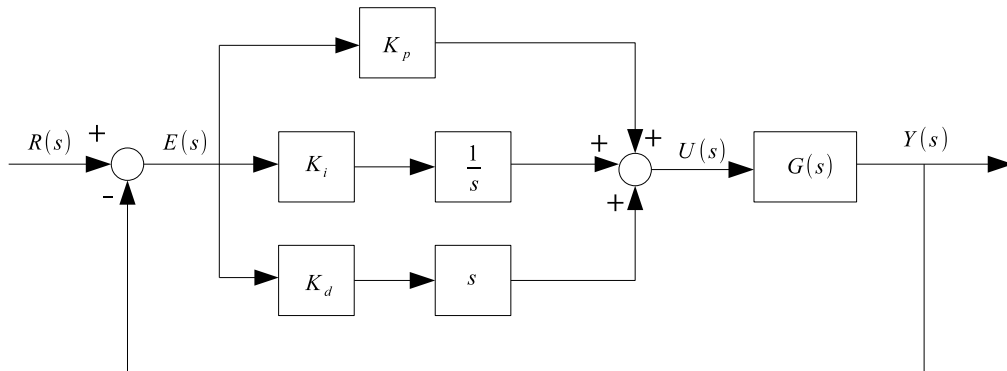 K_p
+
R(s)
E(s)
-
K_i
1/s
+
+
+
U(s)
G(s)
Y(s)
K_d
s